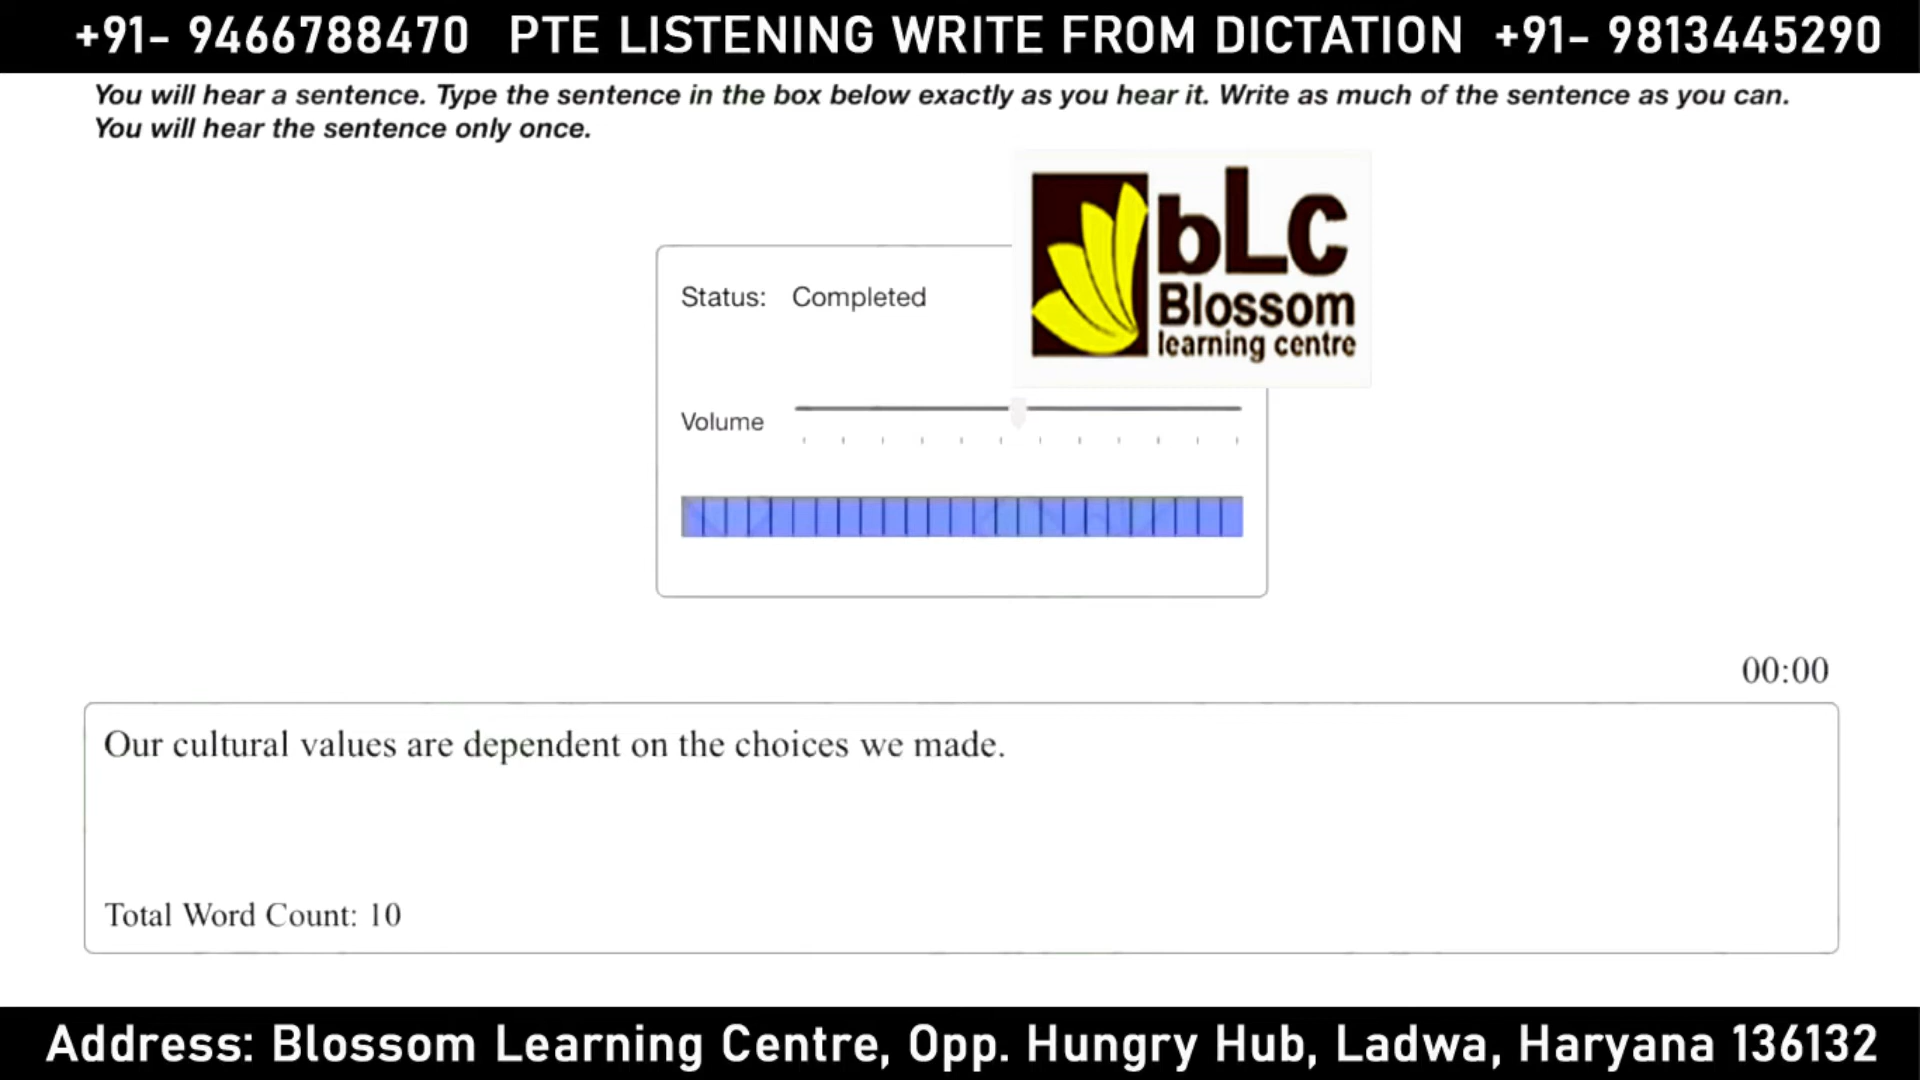 +91- 9466788470 PTE LISTENING WRITE FROM DICTATION +91- 9813445290
You will hear a sentence. Type the sentence in the box below exactly as you hear it. Write as much of the sentence as you can.
You will hear the sentence only once.
bLc
Blossom
learning centre
Status: Completed
Volume
00:00
Our cultural values are dependent on the choices we made.
Total Word Count: 10
Address: Blossom Learning Centre, Opp. Hungry Hub, Ladwa, Haryana 136132